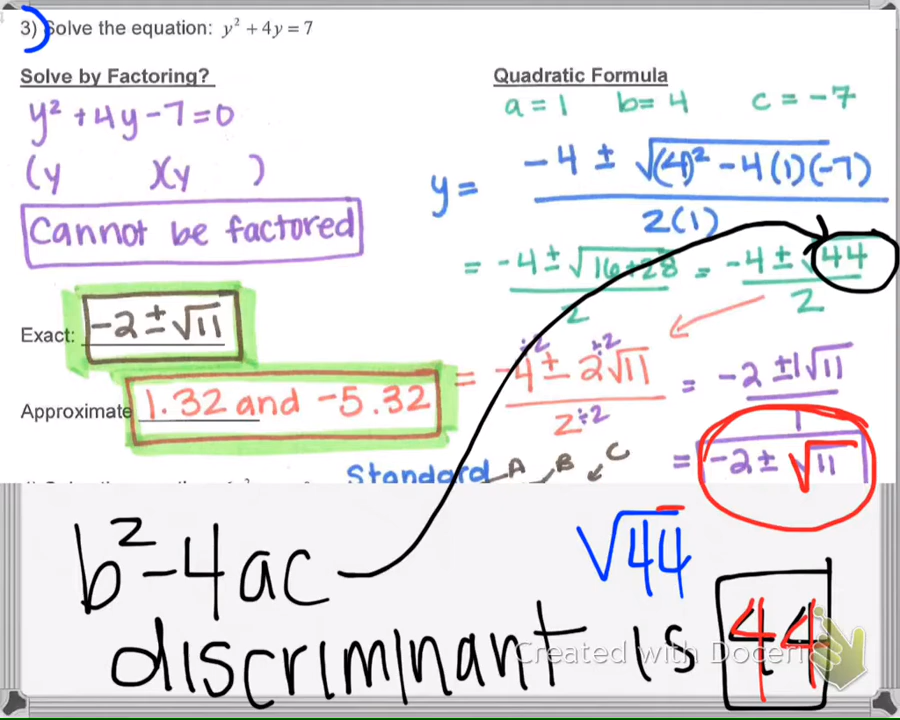 3) Solve the equation: y² + 4y = 7
Solve by Factoring?
y² + 4y - 7 = 0
(y      )(y      )
Cannot be factored
Exact: -2 ± √11
Approximate 1.32 and -5.32
Quadratic Formula
a = 1   b = 4   c = -7
y = (-4 ± √((4)² - 4(1)(-7))) / 2(1)
= (-4 ± √(16+28)) / 2 = (-4 ± √44) / 2
= (-4 ± 2√11) / 2 = (-2 ± 1√11) / 1
÷2 ÷2 ÷2
= -2 ± √11
Standard A B C
b² - 4ac
√44
discriminant is 44
Created with Doceri